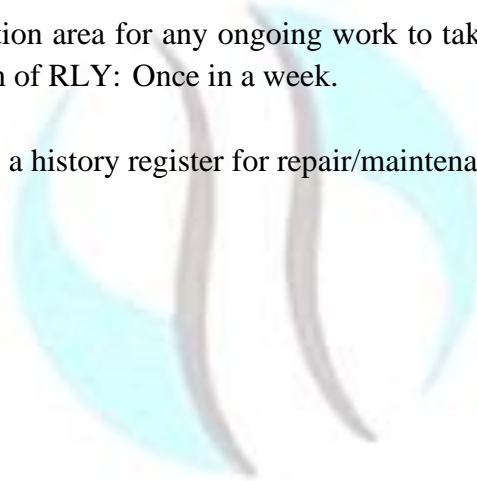 tion area for any ongoing work to tak
n of RLY: Once in a week.
a history register for repair/maintena